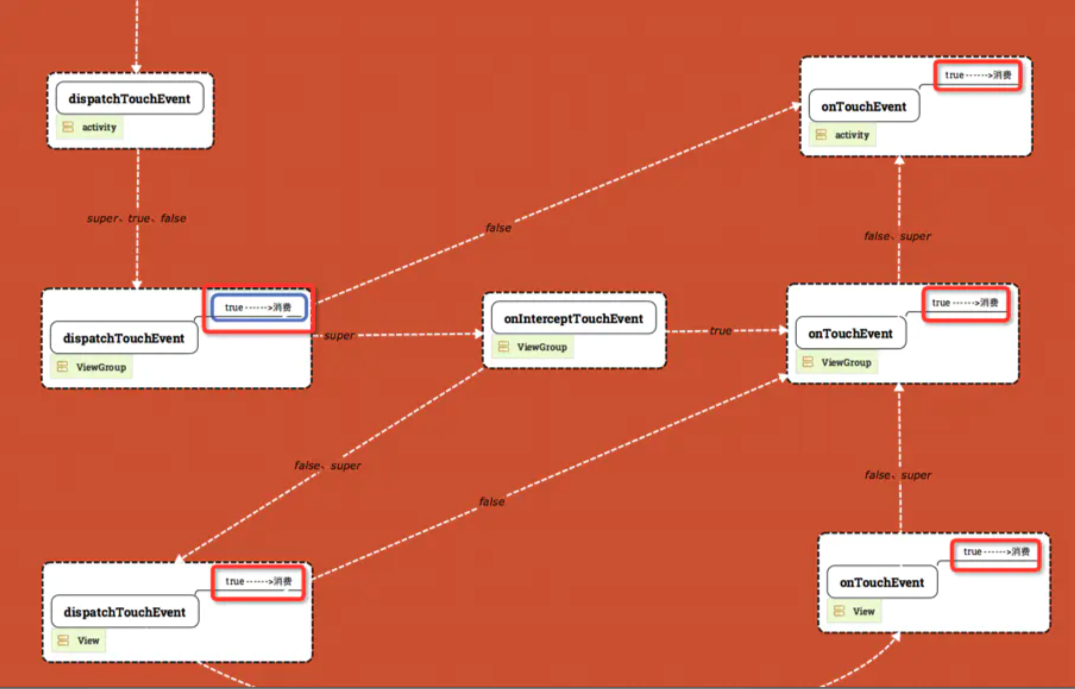 dispatchTouchEvent
activity
true ------>消费
onTouchEvent
activity
super、true、false
false
false、super
true ------>消费
dispatchTouchEvent
ViewGroup
super
onInterceptTouchEvent
ViewGroup
true
true ------>消费
onTouchEvent
ViewGroup
false、super
false
false、super
true ------>消费
dispatchTouchEvent
View
true ------>消费
onTouchEvent
View